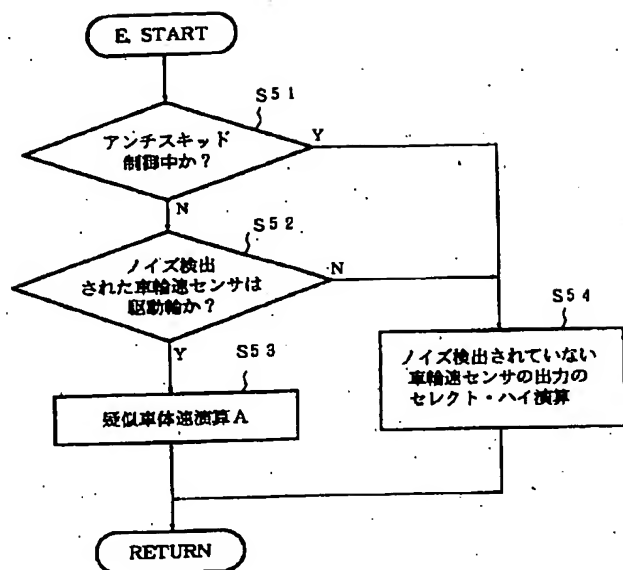 E. START
S51
アンチスキッド
制御中か?
Y
N
S52
ノイズ検出
された車輪速センサは
駆動輪か?
N
Y
S53
疑似車体速演算A
S54
ノイズ検出されていない
車輪速センサの出力の
セレクト・ハイ演算
RETURN